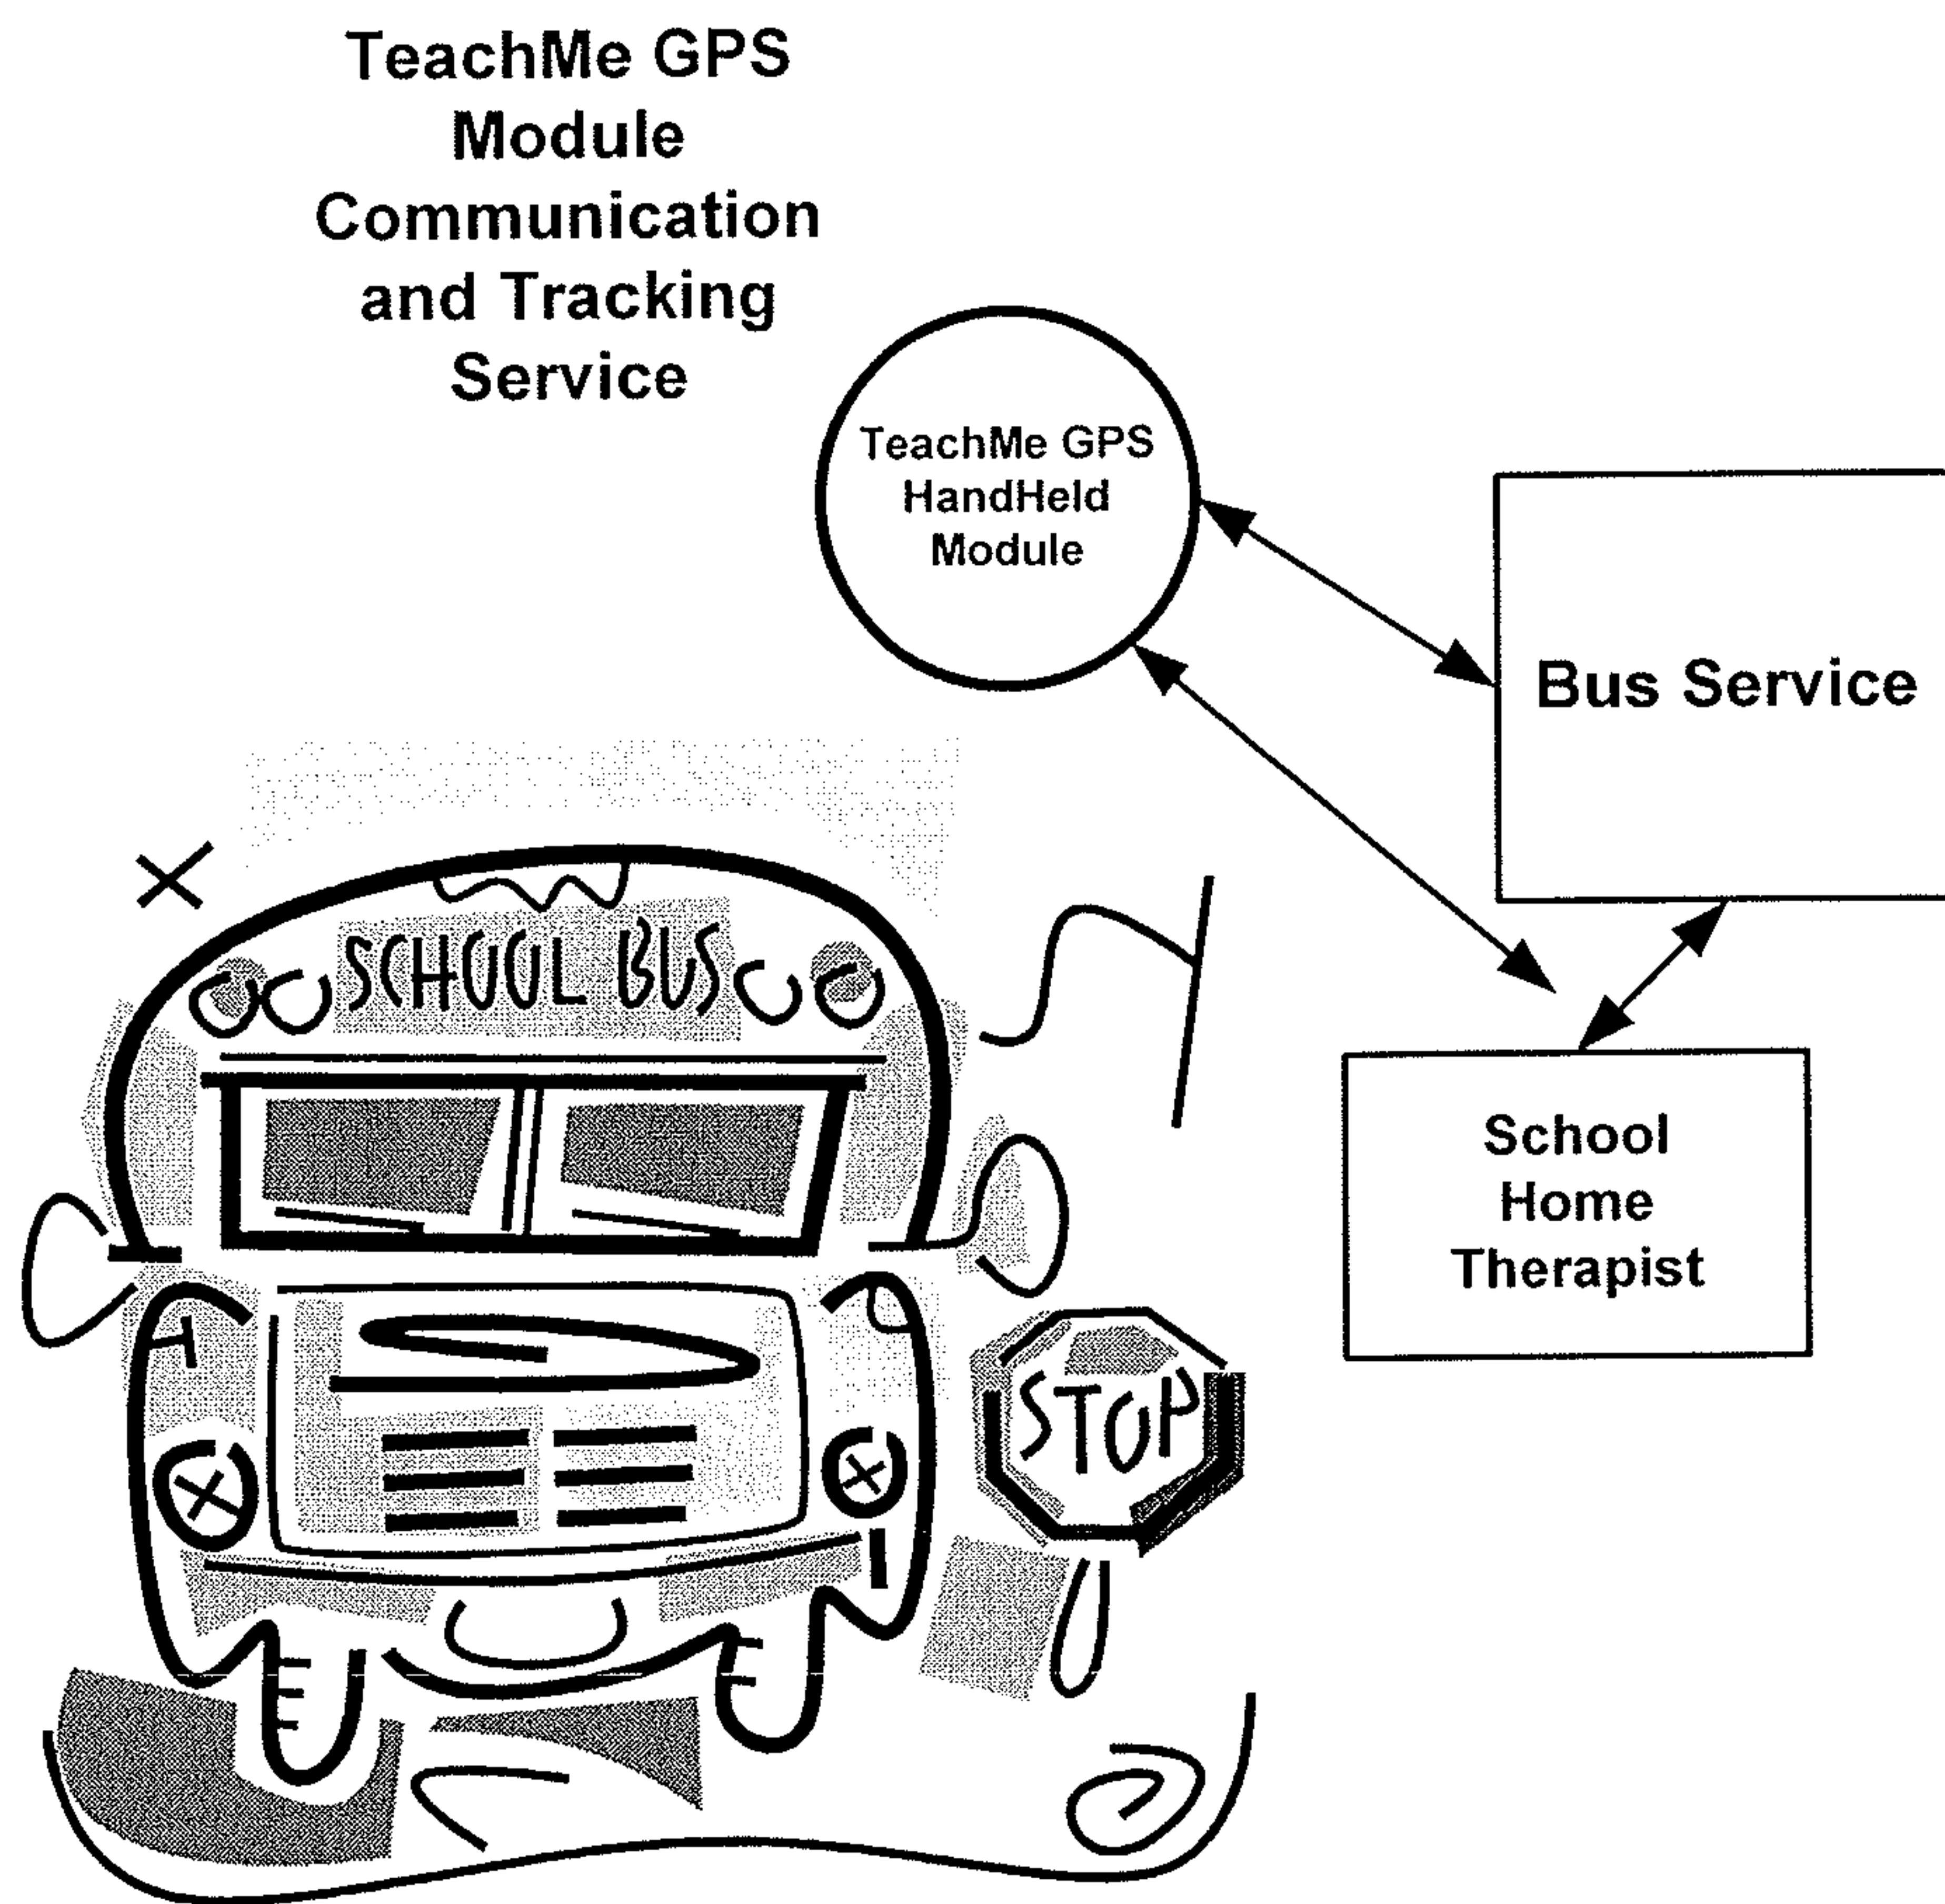 TeachMe GPS
Module
Communication
and Tracking
Service
TeachMe GPS
HandHeld
Module
Bus Service
SCHOOL BUS
School
Home
Therapist
STOP